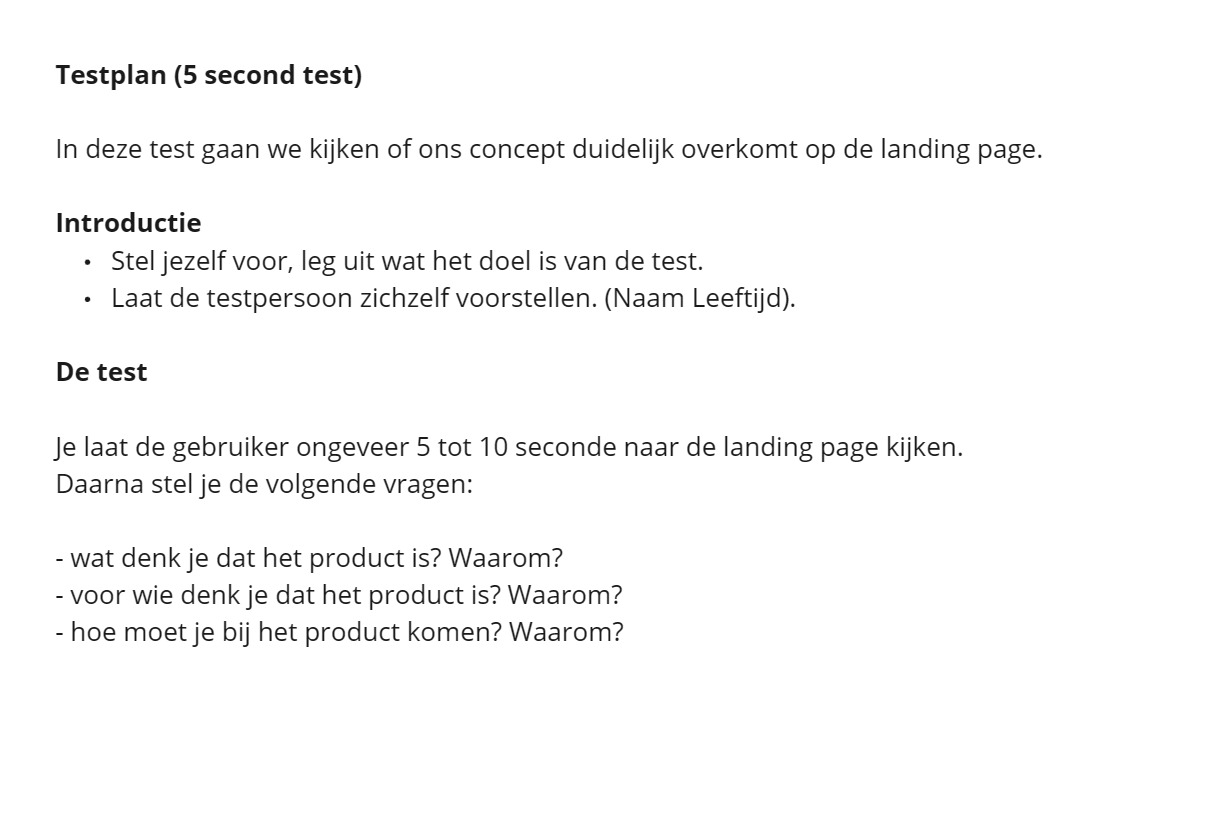 Testplan (5 second test)
In deze test gaan we kijken of ons concept duidelijk overkomt op de landing page.
Introductie
• Stel jezelf voor, leg uit wat het doel is van de test.
• Laat de testpersoon zichzelf voorstellen. (Naam Leeftijd).
De test
Je laat de gebruiker ongeveer 5 tot 10 seconde naar de landing page kijken.
Daarna stel je de volgende vragen:
- wat denk je dat het product is? Waarom?
- voor wie denk je dat het product is? Waarom?
- hoe moet je bij het product komen? Waarom?